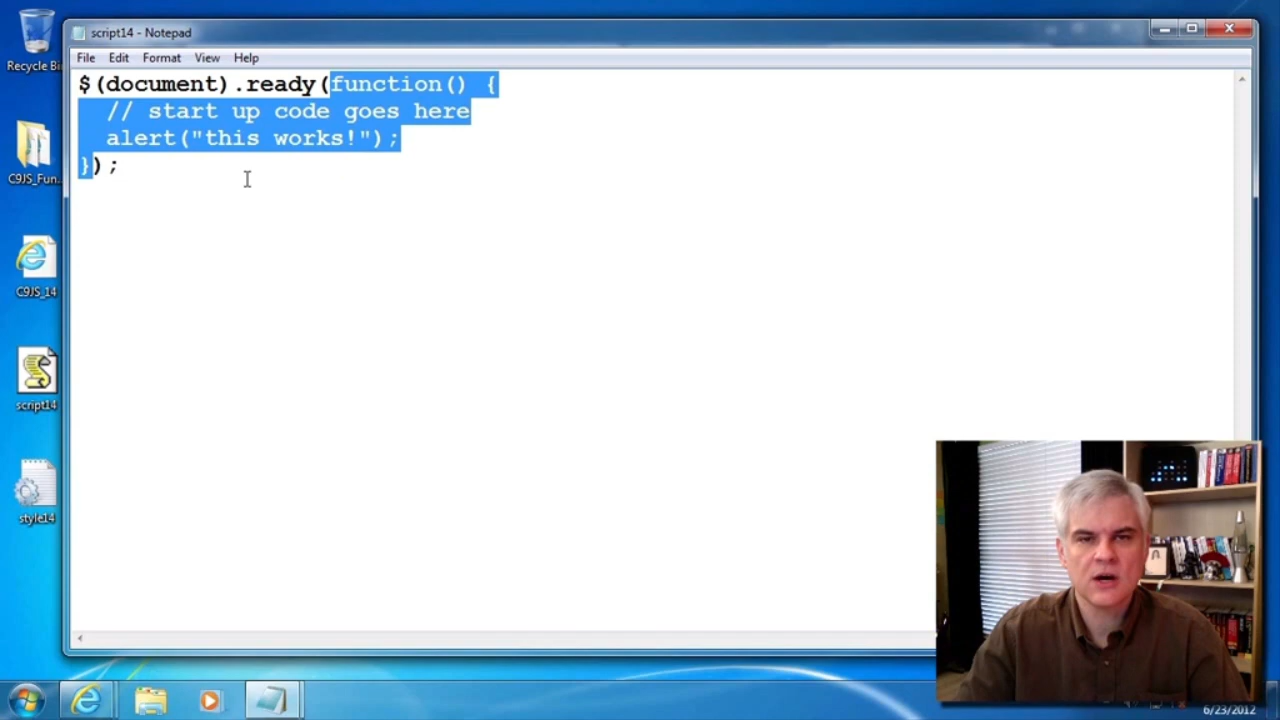 script14 - Notepad
File Edit Format View Help
$(document).ready(function() {
// start up code goes here
alert("this works!");
});
Recycle Bi
C9JS_Fun...
C9JS_14
script14
style14
6/23/2012